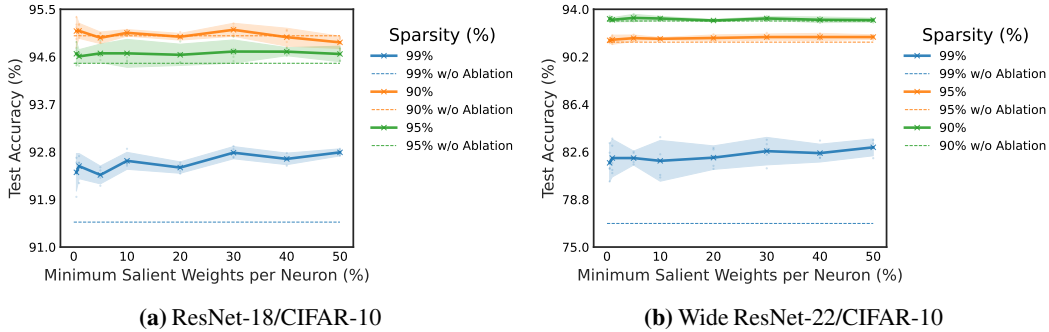 95.5
94.6
93.7
92.8
91.9
91.0
Test Accuracy (%)
0
10
20
30
40
50
Minimum Salient Weights per Neuron (%)
Sparsity (%)
99%
99% w/o Ablation
90%
90% w/o Ablation
95%
95% w/o Ablation
(a) ResNet-18/CIFAR-10
94.0
90.2
86.4
82.6
78.8
75.0
Test Accuracy (%)
0
10
20
30
40
50
Minimum Salient Weights per Neuron (%)
Sparsity (%)
99%
99% w/o Ablation
95%
95% w/o Ablation
90%
90% w/o Ablation
(b) Wide ResNet-22/CIFAR-10